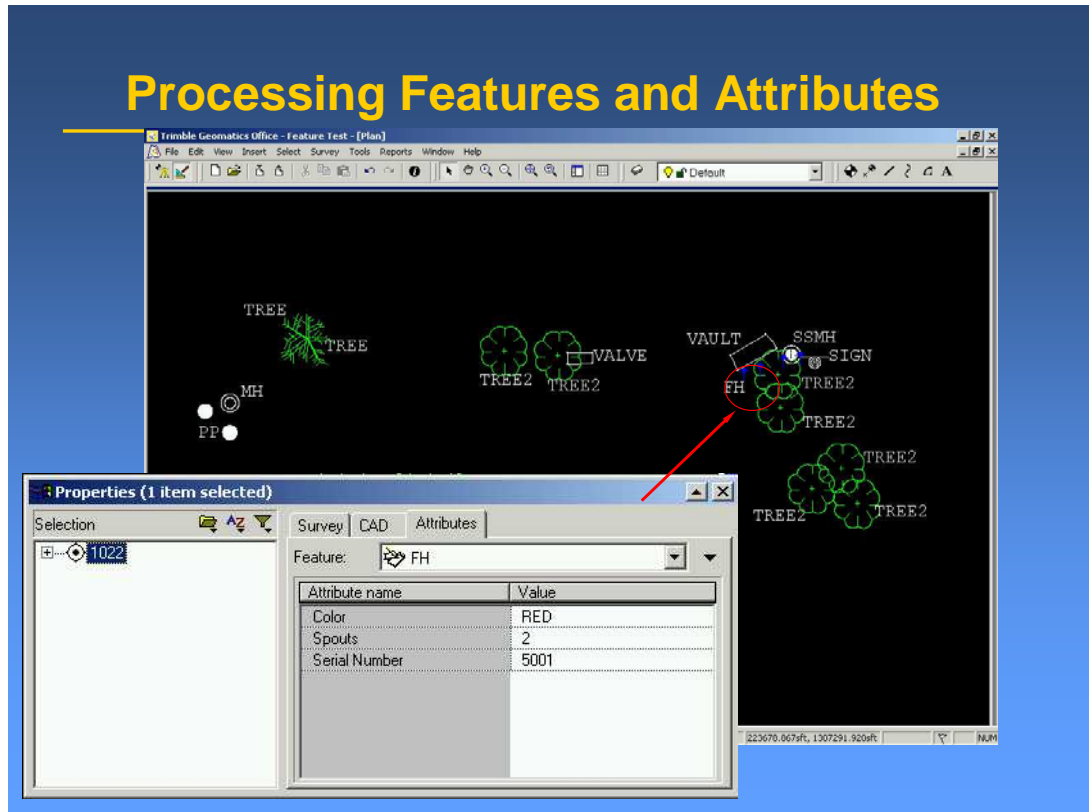 Processing Features and Attributes
Trimble Geomatics Office - Feature Test - [Plan]
File Edit View Insert Select Survey Tools Reports Window Help
Default
TREE
TREE
TREE2
TREE2
VALVE
VAULT
SSMH
SIGN
FH
TREE2
TREE2
MH
PP
TREE2
TREE2
TREE2
Properties (1 item selected)
Selection
Survey CAD Attributes
1022
Feature: FH
Attribute name Value
Color RED
Spouts 2
Serial Number 5001
223670.067sft, 1307291.920sft NUM